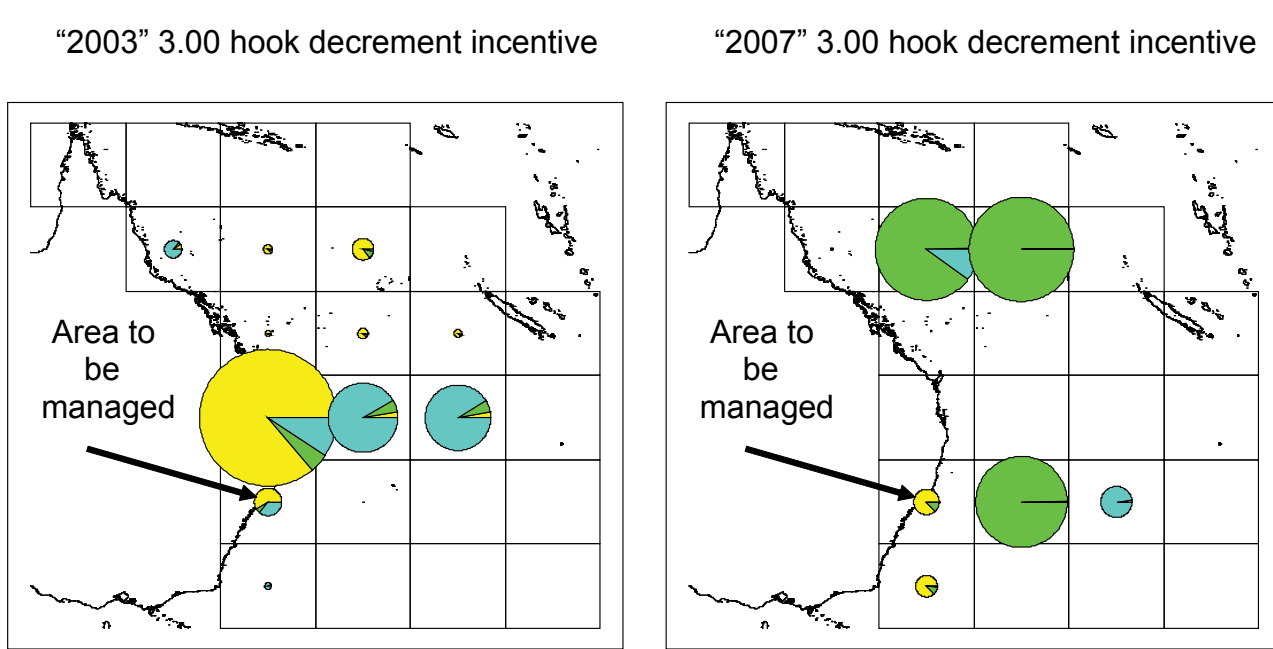 “2003” 3.00 hook decrement incentive
“2007” 3.00 hook decrement incentive
Area to
be
managed
Area to
be
managed